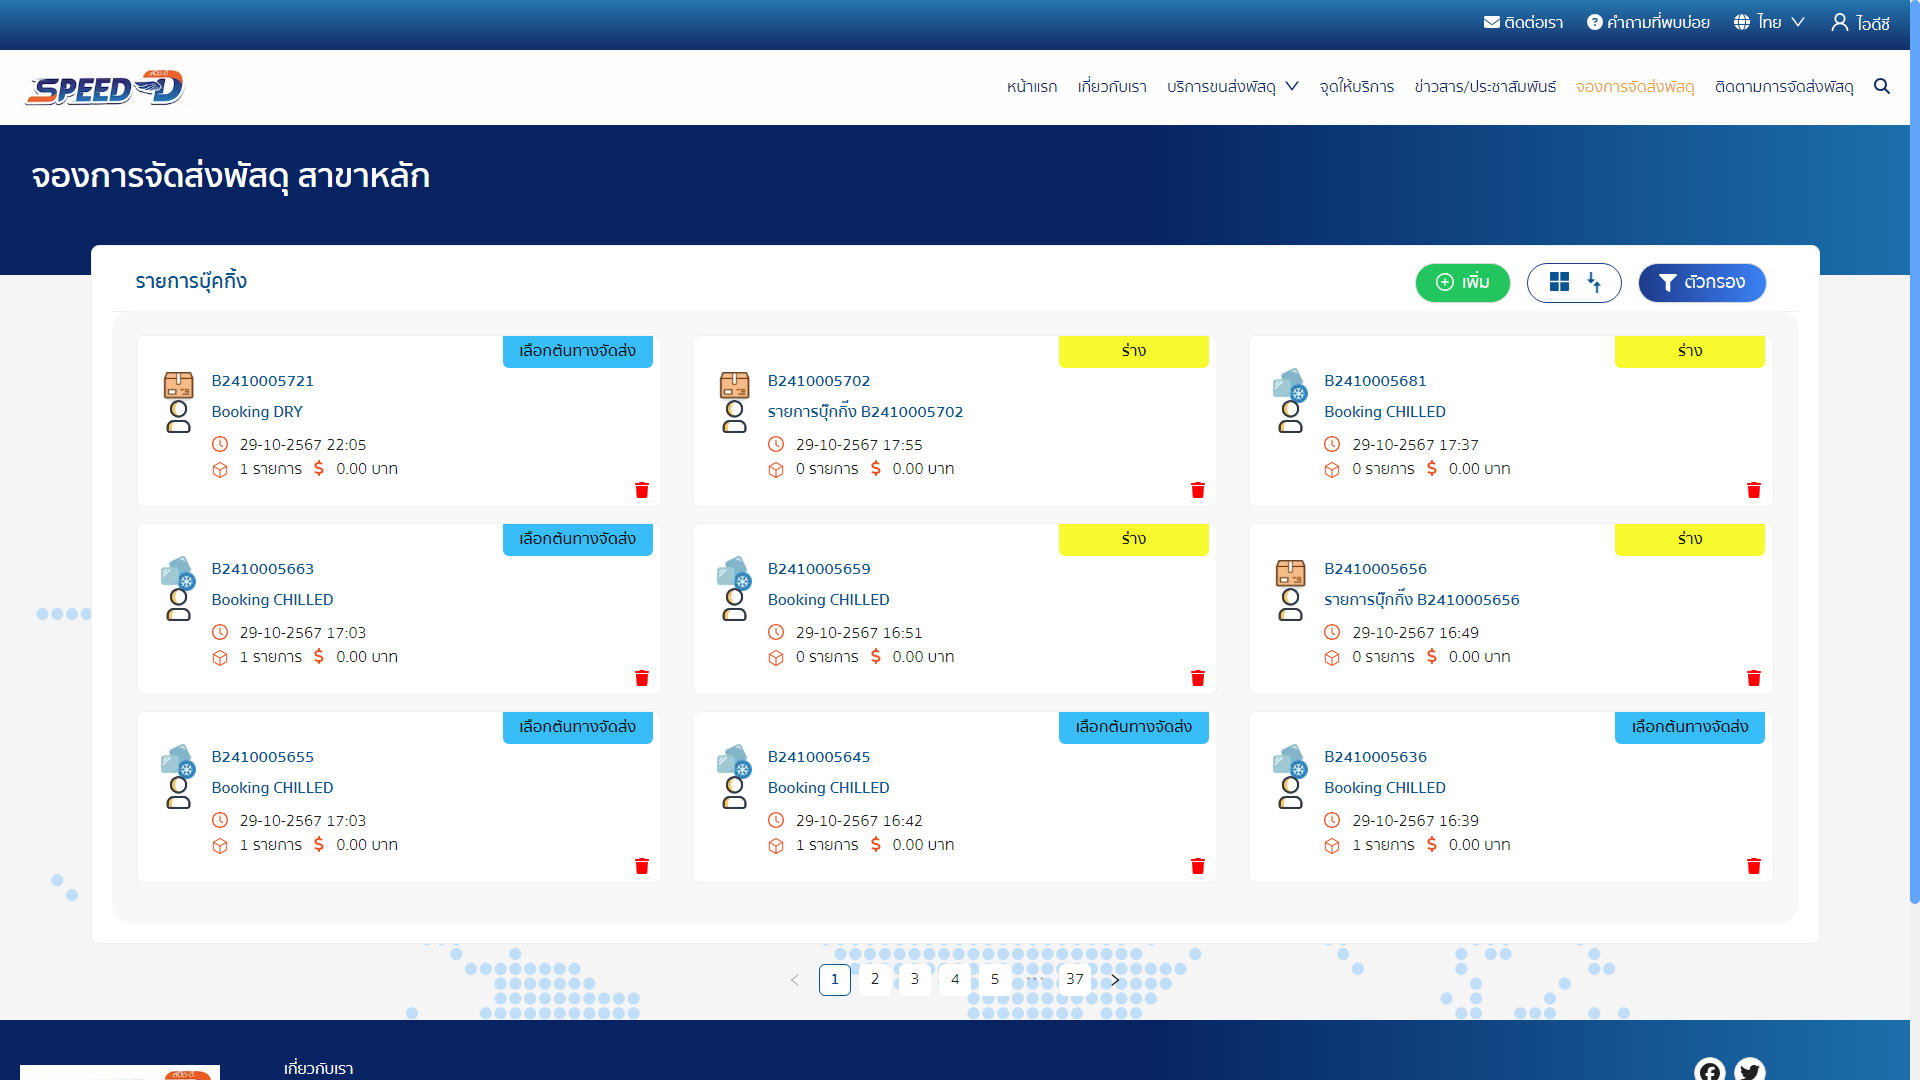 ติดต่อเรา คำถามที่พบบ่อย ไทย ไอดีซี
SPEED-D
หน้าแรก เกี่ยวกับเรา บริการขนส่งพัสดุ จุดให้บริการ ข่าวสาร/ประชาสัมพันธ์ จองการจัดส่งพัสดุ ติดตามการจัดส่งพัสดุ
จองการจัดส่งพัสดุ สาขาหลัก
รายการบุ๊คกิ้ง
เพิ่ม
ตัวกรอง
เลือกต้นทางจัดส่ง
B2410005721
Booking DRY
29-10-2567 22:05
1 รายการ $ 0.00 บาท
ร่าง
B2410005702
รายการบุ๊กกิ๊ง B2410005702
29-10-2567 17:55
0 รายการ $ 0.00 บาท
ร่าง
B2410005681
Booking CHILLED
29-10-2567 17:37
0 รายการ $ 0.00 บาท
เลือกต้นทางจัดส่ง
B2410005663
Booking CHILLED
29-10-2567 17:03
1 รายการ $ 0.00 บาท
ร่าง
B2410005659
Booking CHILLED
29-10-2567 16:51
0 รายการ $ 0.00 บาท
ร่าง
B2410005656
รายการบุ๊กกิ๊ง B2410005656
29-10-2567 16:49
0 รายการ $ 0.00 บาท
เลือกต้นทางจัดส่ง
B2410005655
Booking CHILLED
29-10-2567 17:03
1 รายการ $ 0.00 บาท
เลือกต้นทางจัดส่ง
B2410005645
Booking CHILLED
29-10-2567 16:42
1 รายการ $ 0.00 บาท
เลือกต้นทางจัดส่ง
B2410005636
Booking CHILLED
29-10-2567 16:39
1 รายการ $ 0.00 บาท
< 1 2 3 4 5 ••• 37 >
เกี่ยวกับเรา